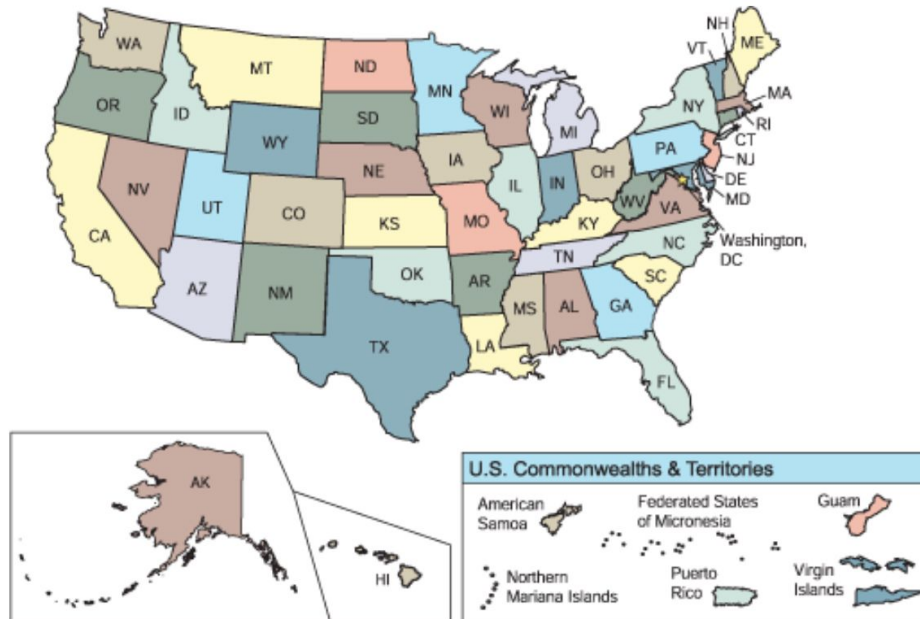 WA
MT
ND
MN
ME
NH
VT
OR
ID
SD
WI
MI
NY
MA
RI
CT
WY
IA
PA
NJ
NE
IL
IN
OH
DE
MD
NV
UT
CO
KS
MO
KY
WV
VA
Washington,
DC
CA
AZ
NM
OK
AR
TN
NC
SC
MS
AL
GA
TX
LA
FL
AK
HI
U.S. Commonwealths & Territories
American
Samoa
Federated States
of Micronesia
Guam
Northern
Mariana Islands
Puerto
Rico
Virgin
Islands